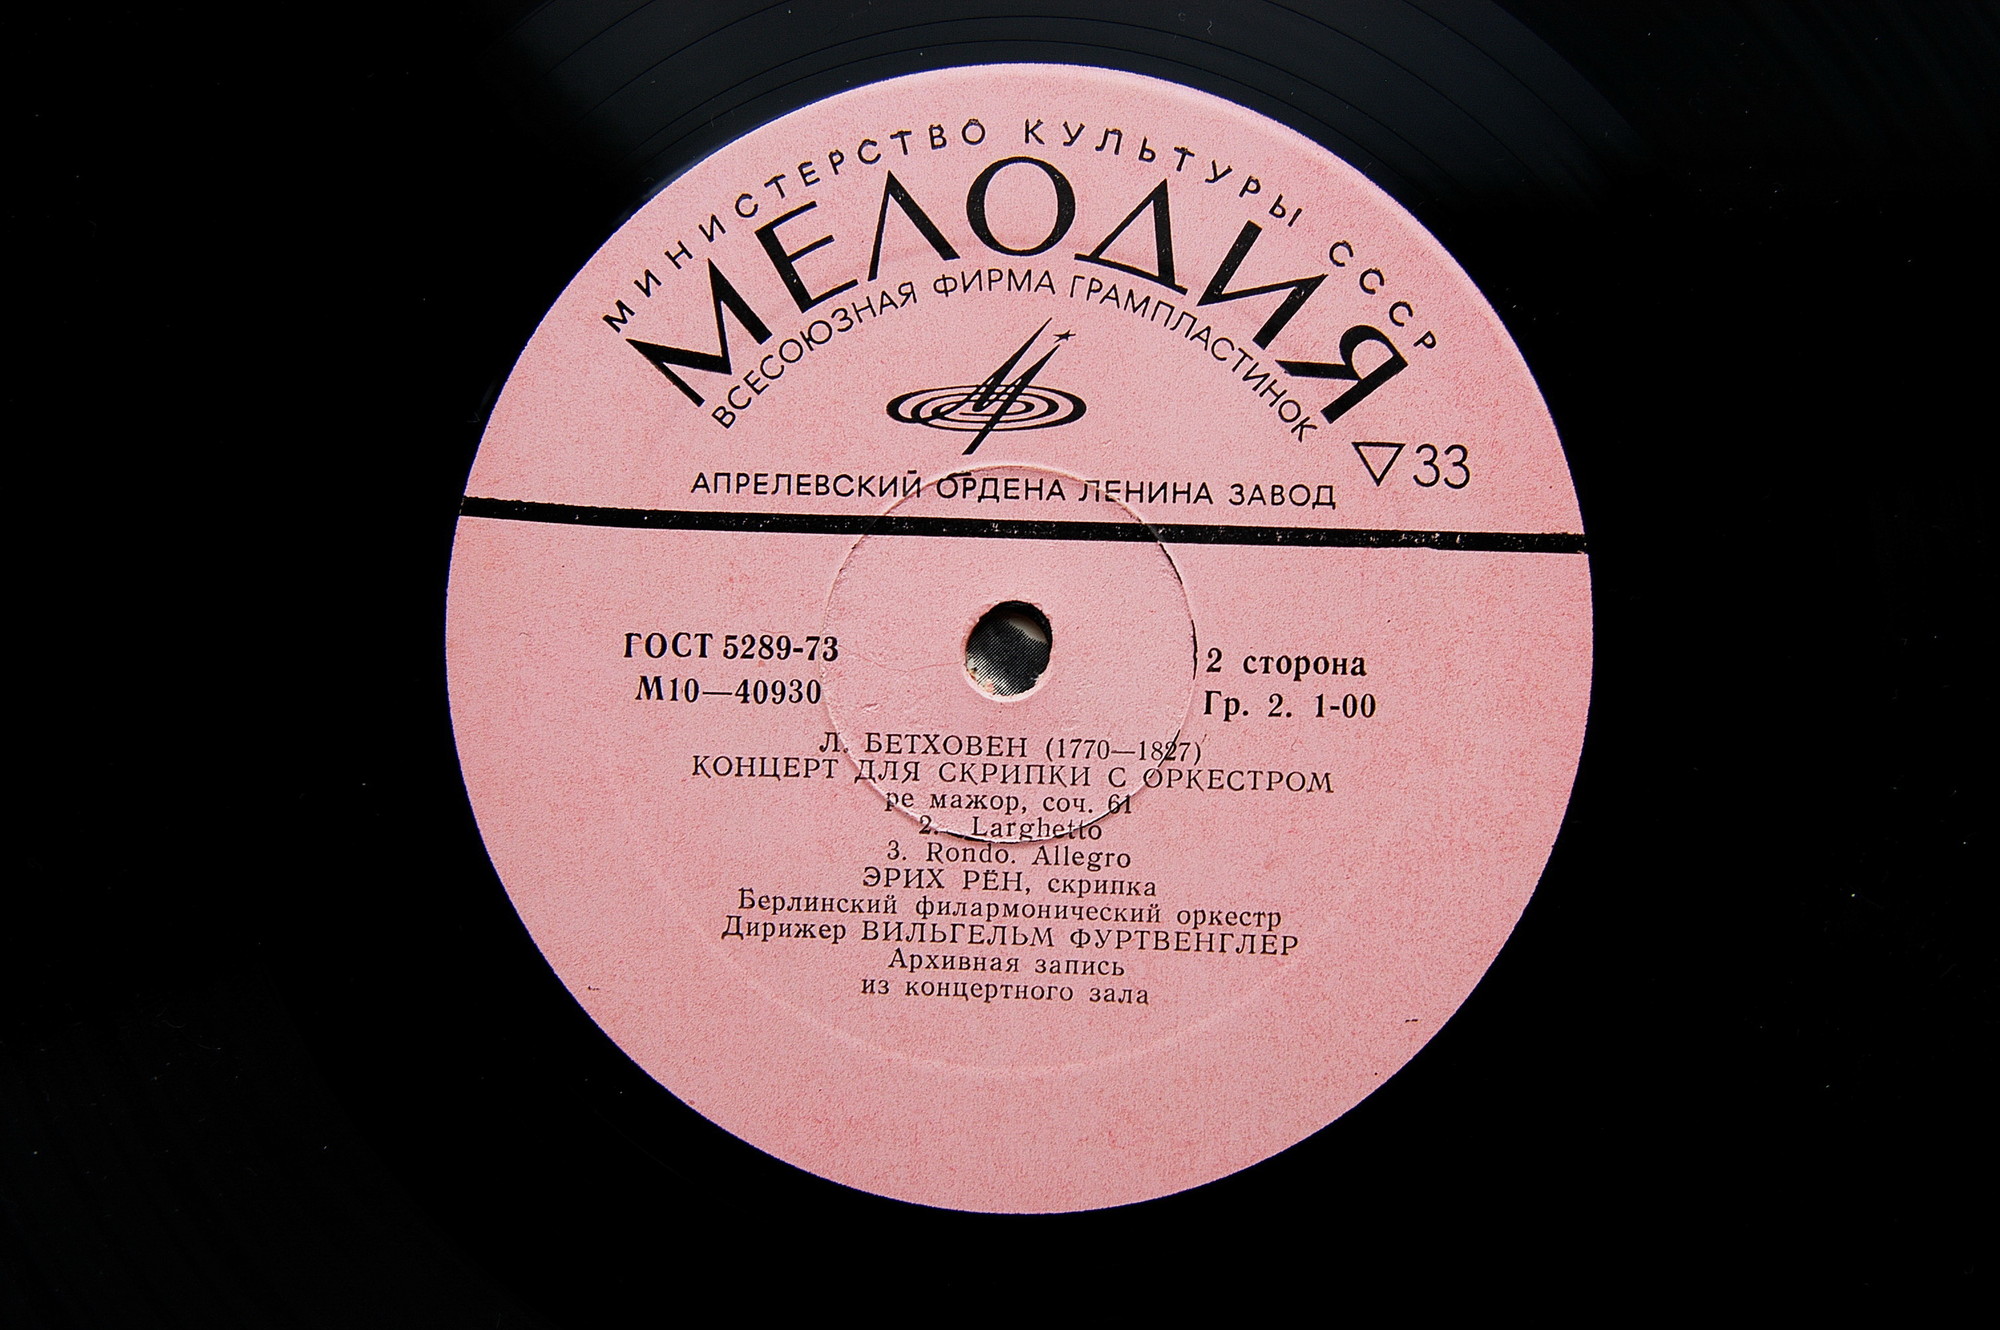 МИНИСТЕРСТВО КУЛЬТУРЫ СССР
МЕЛОДИЯ
ВСЕСОЮЗНАЯ ФИРМА ГРАМПЛАСТИНОК
▽33
АПРЕЛЕВСКИЙ ОРДЕНА ЛЕНИНА ЗАВОД
ГОСТ 5289-73
М10—40930
2 сторона
Гр. 2. 1-00
Л. БЕТХОВЕН (1770—1827)
КОНЦЕРТ ДЛЯ СКРИПКИ С ОРКЕСТРОМ
ре мажор, соч. 61
2. Larghetto
3. Rondo. Allegro
ЭРИХ РЁН, скрипка
Берлинский филармонический оркестр
Дирижер ВИЛЬГЕЛЬМ ФУРТВЕНГЛЕР
Архивная запись
из концертного зала